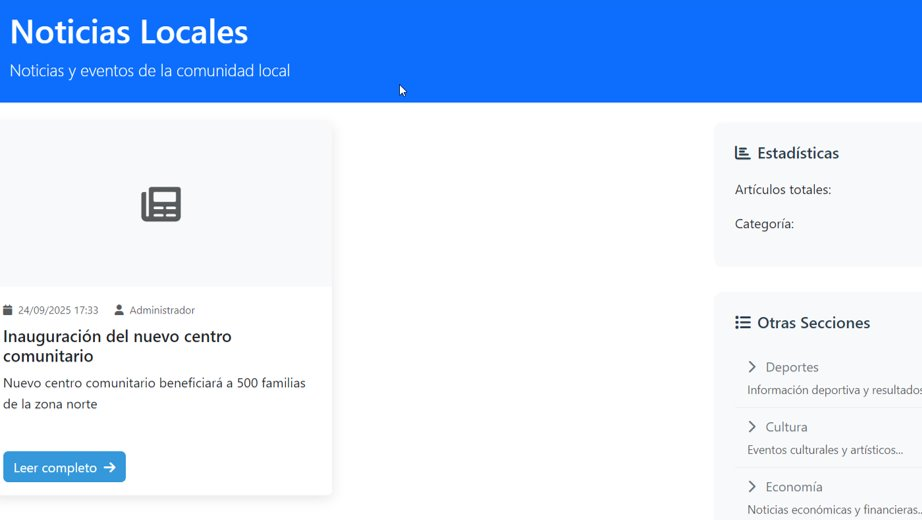 Noticias Locales
Noticias y eventos de la comunidad local
24/09/2025 17:33 Administrador
Inauguración del nuevo centro
comunitario
Nuevo centro comunitario beneficiará a 500 familias
de la zona norte
Leer completo
Estadísticas
Artículos totales:
Categoría:
Otras Secciones
Deportes
Información deportiva y resultados
Cultura
Eventos culturales y artísticos...
Economía
Noticias económicas y financieras...